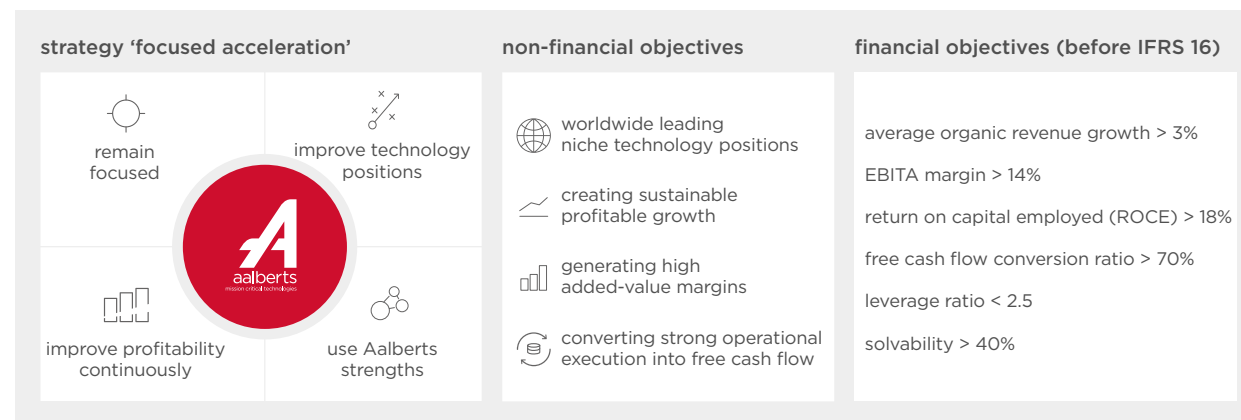 strategy ‘focused acceleration’
remain
focused
improve technology
positions
aalberts
mission critical technologies
improve profitability
continuously
use Aalberts
strengths
non-financial objectives
worldwide leading
niche technology positions
creating sustainable
profitable growth
generating high
added-value margins
converting strong operational
execution into free cash flow
financial objectives (before IFRS 16)
average organic revenue growth > 3%
EBITA margin > 14%
return on capital employed (ROCE) > 18%
free cash flow conversion ratio > 70%
leverage ratio < 2.5
solvability > 40%